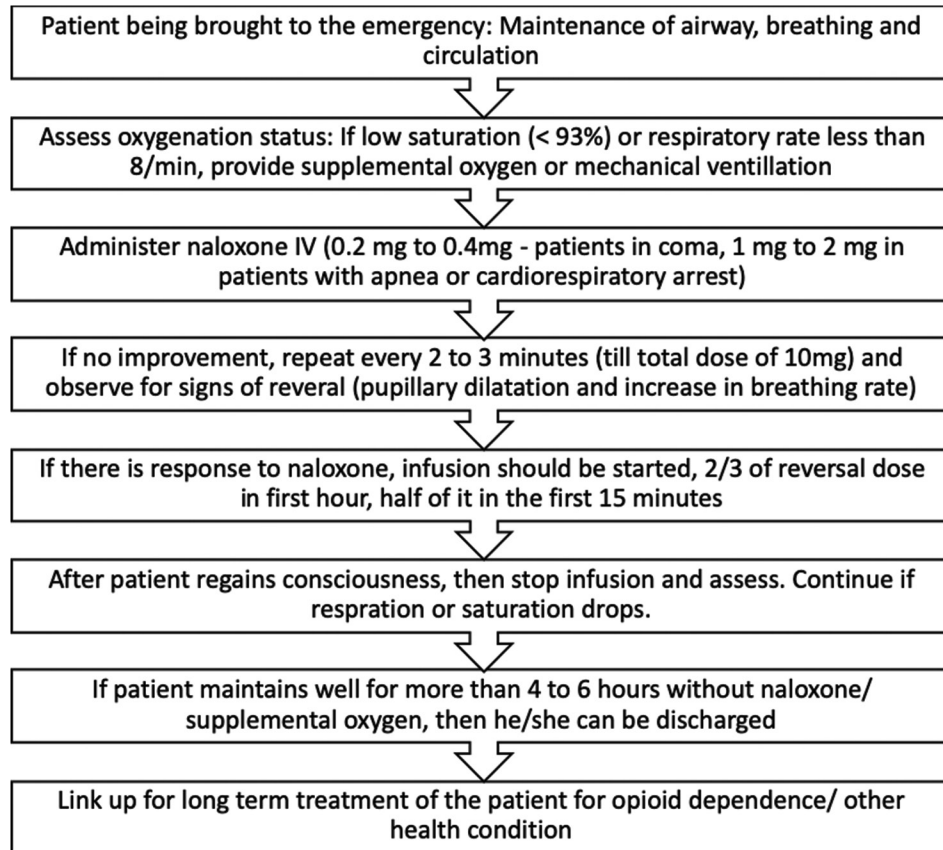 Patient being brought to the emergency: Maintenance of airway, breathing and
circulation
Assess oxygenation status: If low saturation (< 93%) or respiratory rate less than
8/min, provide supplemental oxygen or mechanical ventillation
Administer naloxone IV (0.2 mg to 0.4mg - patients in coma, 1 mg to 2 mg in
patients with apnea or cardiorespiratory arrest)
If no improvement, repeat every 2 to 3 minutes (till total dose of 10mg) and
observe for signs of reveral (pupillary dilatation and increase in breathing rate)
If there is response to naloxone, infusion should be started, 2/3 of reversal dose
in first hour, half of it in the first 15 minutes
After patient regains consciousness, then stop infusion and assess. Continue if
respration or saturation drops.
If patient maintains well for more than 4 to 6 hours without naloxone/
supplemental oxygen, then he/she can be discharged
Link up for long term treatment of the patient for opioid dependence/ other
health condition